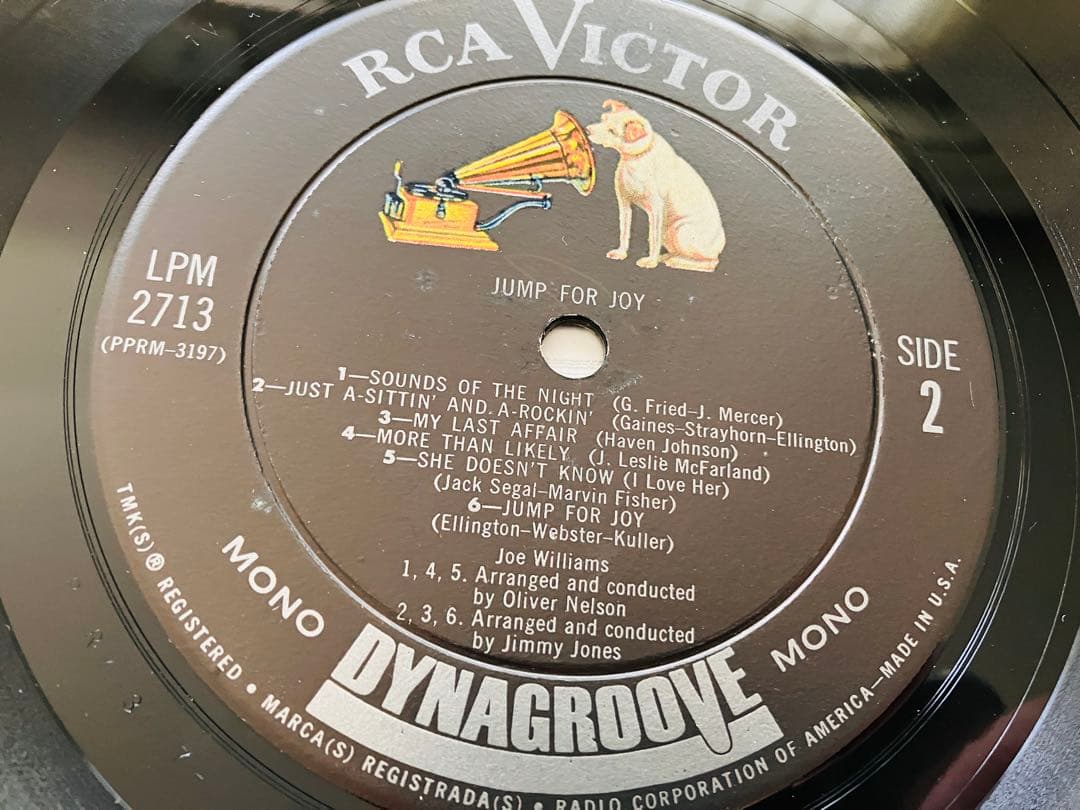 RCA VICTOR
JUMP FOR JOY
LPM
2713
(PPRM-3197)
SIDE
2
1—SOUNDS OF THE NIGHT (G. Fried–J. Mercer)
2—JUST A-SITTIN' AND A-ROCKIN' (Gaines–Strayhorn–Ellington)
3—MY LAST AFFAIR (Haven Johnson)
4—MORE THAN LIKELY (J. Leslie McFarland)
5—SHE DOESN'T KNOW (I Love Her)
(Jack Segal–Marvin Fisher)
6—JUMP FOR JOY
(Ellington–Webster–Kuller)
Joe Williams
1, 4, 5. Arranged and conducted
by Oliver Nelson
2, 3, 6. Arranged and conducted
by Jimmy Jones
MONO
DYNAGROOVE
MONO
TMK(S) ® REGISTERED • MARCA(S) REGISTRADA(S) • RADIO CORPORATION OF AMERICA—MADE IN U.S.A.